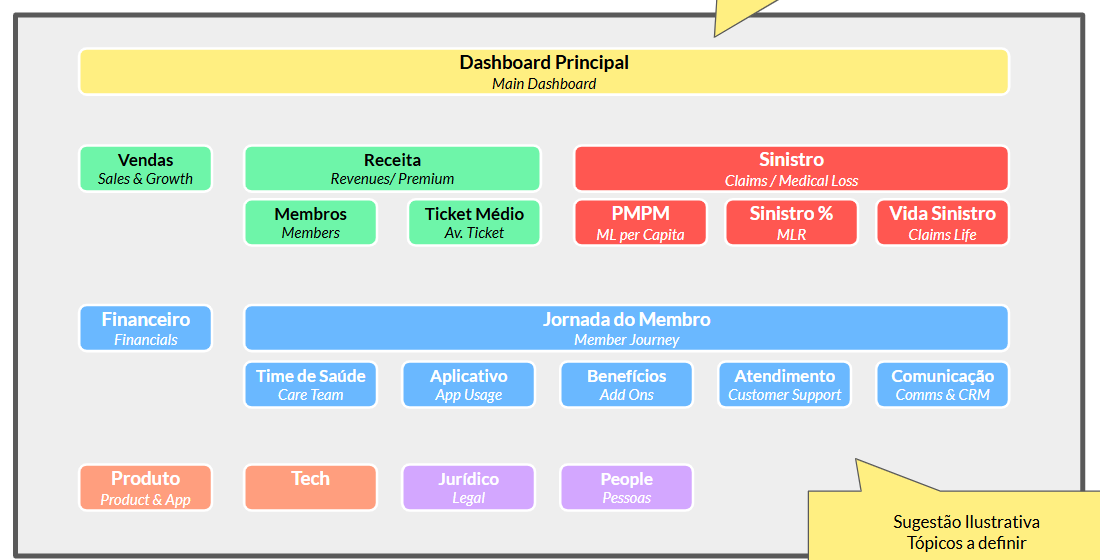 Dashboard Principal
Main Dashboard
Vendas
Sales & Growth
Receita
Revenues/ Premium
Sinistro
Claims / Medical Loss
Membros
Members
Ticket Médio
Av. Ticket
PMPM
ML per Capita
Sinistro %
MLR
Vida Sinistro
Claims Life
Financeiro
Financials
Jornada do Membro
Member Journey
Time de Saúde
Care Team
Aplicativo
App Usage
Benefícios
Add Ons
Atendimento
Customer Support
Comunicação
Comms & CRM
Produto
Product & App
Tech
Jurídico
Legal
People
Pessoas
Sugestão Ilustrativa
Tópicos a definir